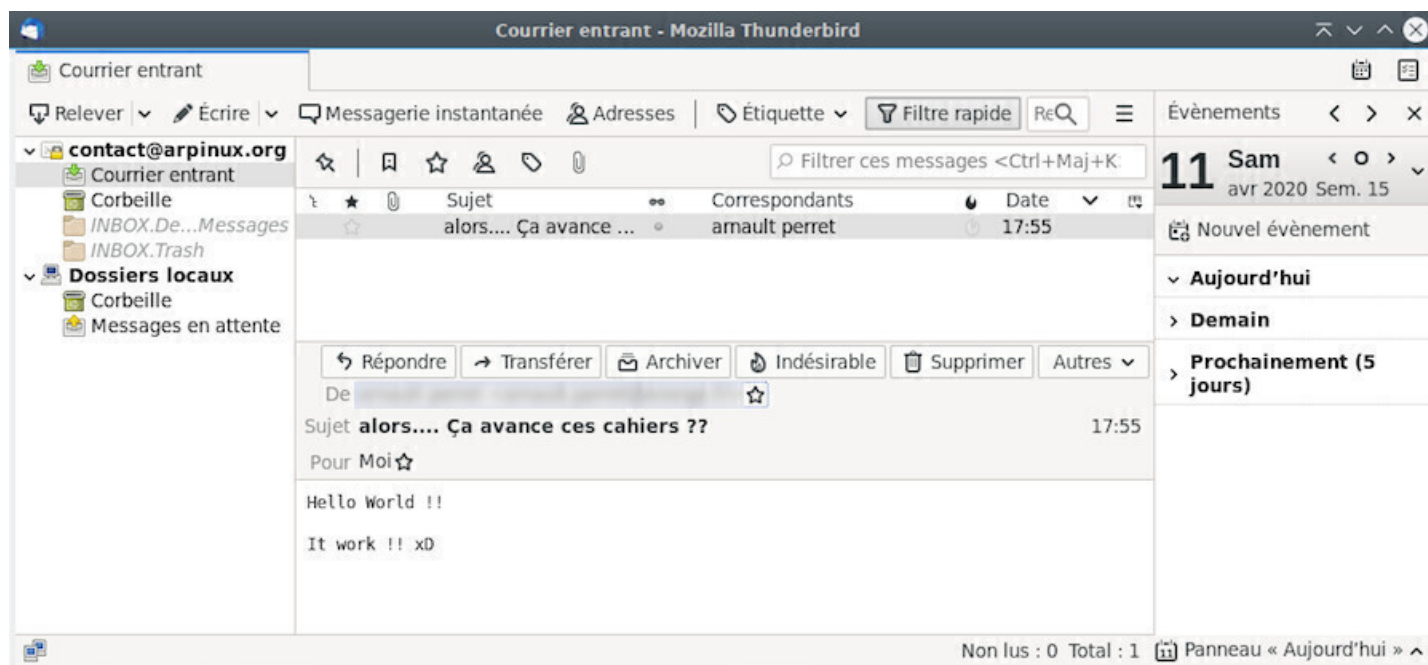 Courrier entrant - Mozilla Thunderbird
Courrier entrant
Relever Écrire Messagerie instantanée Adresses Étiquette Filtre rapide Re
contact@arpinux.org
Courrier entrant
Corbeille
INBOX.De...Messages
INBOX.Trash
Dossiers locaux
Corbeille
Messages en attente
Filtrer ces messages <Ctrl+Maj+K
Sujet Correspondants Date
alors.... Ça avance ... arnault perret 17:55
Répondre Transférer Archiver Indésirable Supprimer Autres
De
Sujet alors.... Ça avance ces cahiers ?? 17:55
Pour Moi
Hello World !!
It work !! xD
Évènements
11 Sam
avr 2020 Sem. 15
Nouvel évènement
Aujourd’hui
Demain
Prochainement (5
jours)
Non lus : 0 Total : 1 11 Panneau « Aujourd’hui »